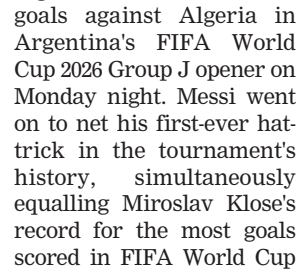 goals against Algeria in
Argentina's FIFA World
Cup 2026 Group J opener on
Monday night. Messi went
on to net his first-ever hat-
trick in the tournament's
history, simultaneously
equalling Miroslav Klose's
record for the most goals
scored in FIFA World Cup